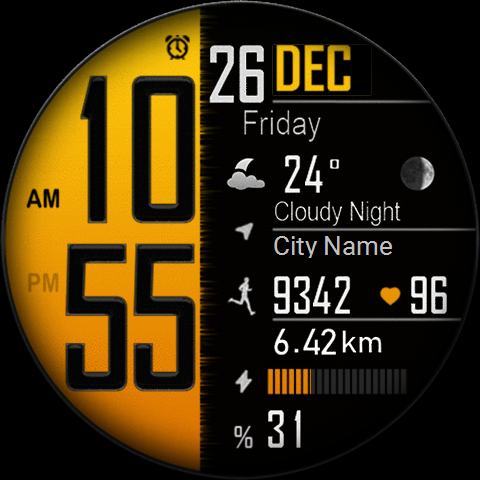 10
AM
PM
55
26 DEC
Friday
24°
Cloudy Night
City Name
9342 96
6.42km
% 31